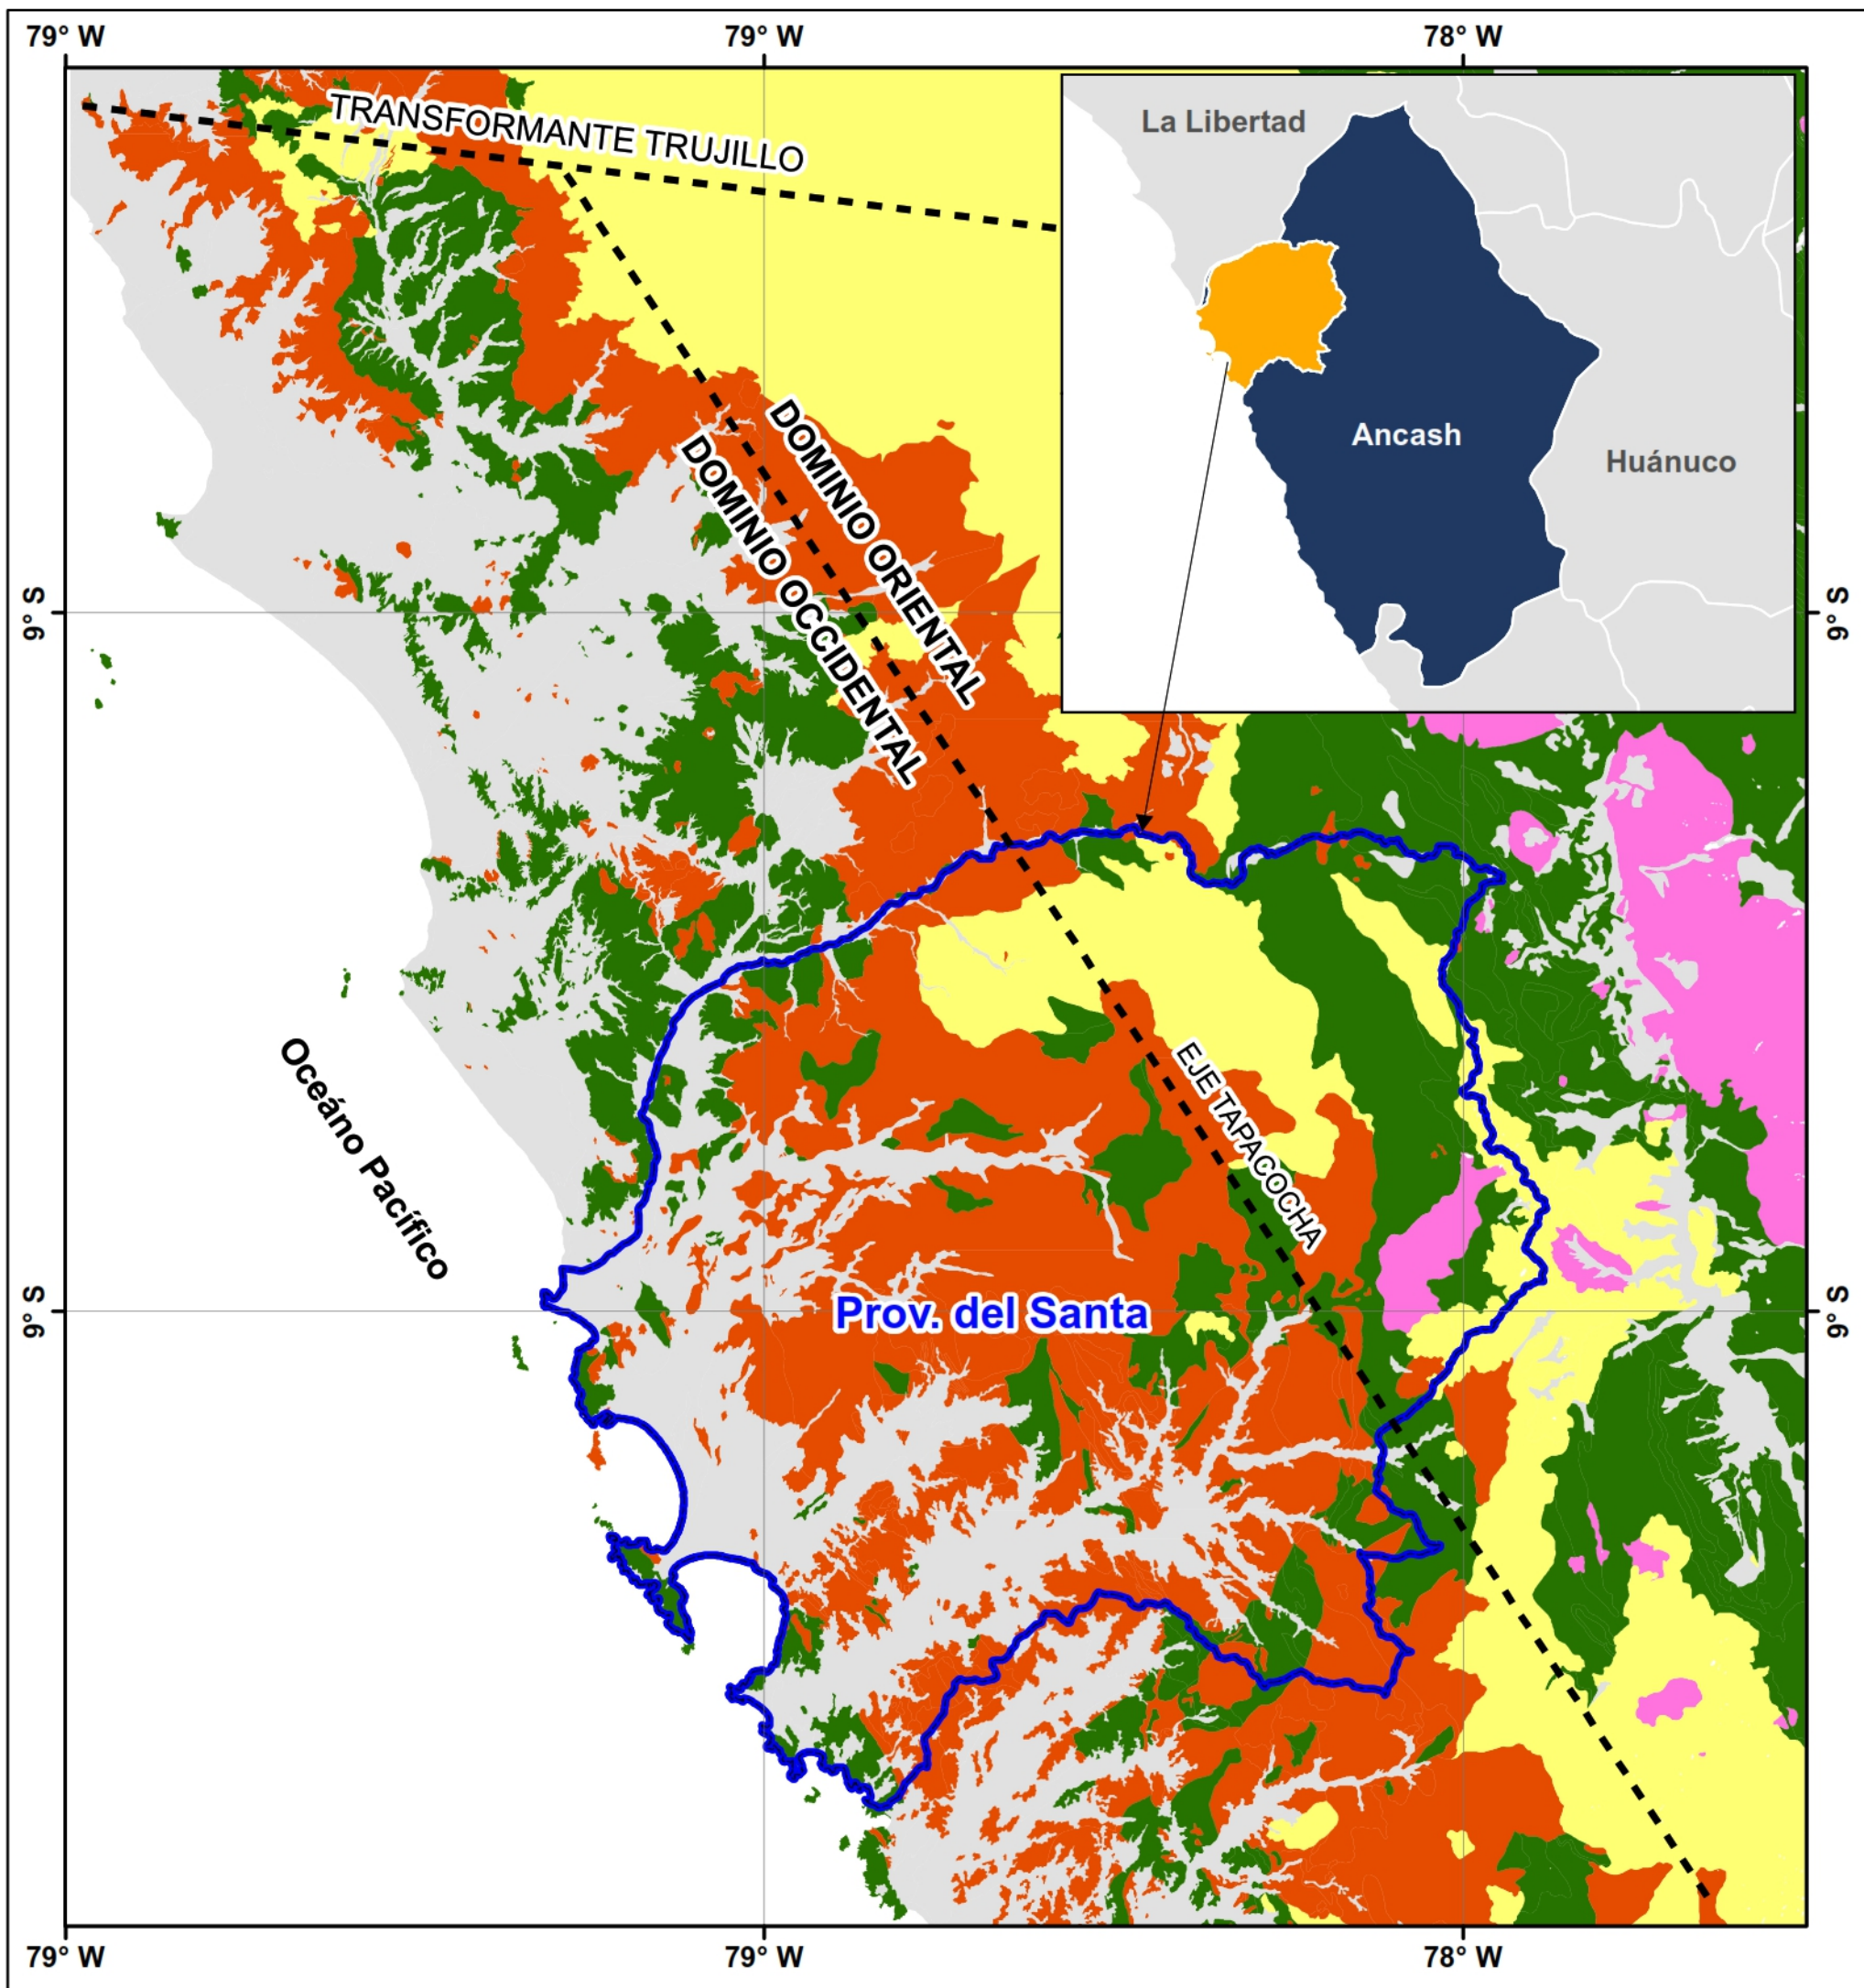 79° W
79° W
78° W
TRANSFORMANTE TRUJILLO
La Libertad
Ancash
Huánuco
DOMINIO ORIENTAL
DOMINIO OCCIDENTAL
9° S
9° S
EJE TAPACOCHA
Oceáno Pacífico
9° S
Prov. del Santa
9° S
79° W
79° W
78° W